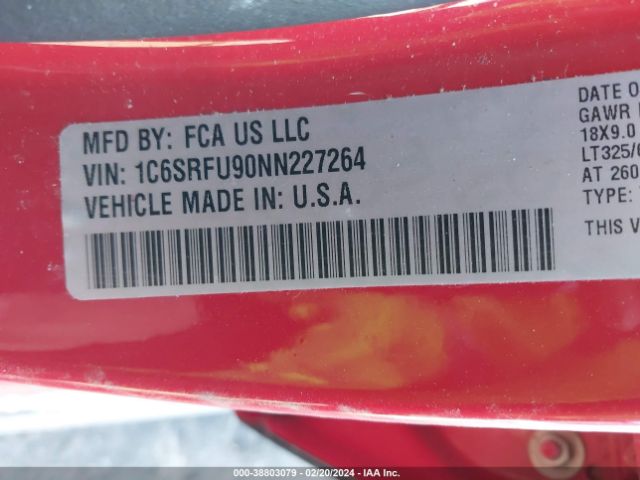 MFD BY: FCA US LLC
VIN: 1C6SRFU90NN227264
VEHICLE MADE IN: U.S.A.
DATE O
GAWR
18X9.0
LT325/6
AT 260
TYPE:
THIS V
000-38803079 - 02/20/2024 - IAA Inc.